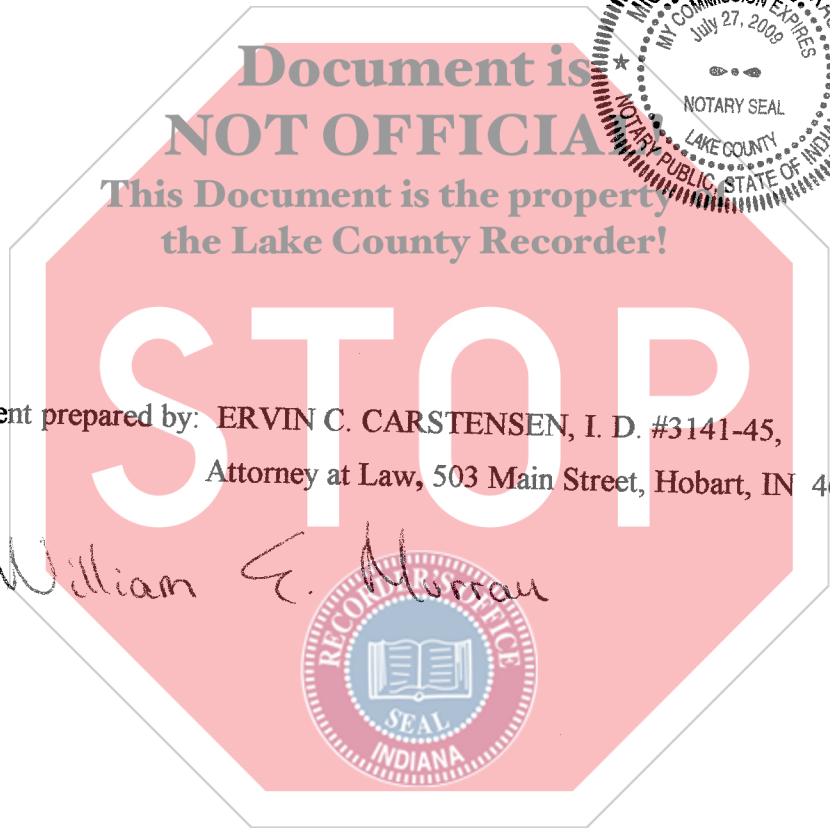 MY COMMISSION EXPIRES
July 27, 2009
NOTARY SEAL
LAKE COUNTY
NOTARY PUBLIC, STATE OF
Document is
NOT OFFICIAL!
This Document is the property of
the Lake County Recorder!
STOP
prepared by: ERVIN C. CARSTENSEN, I. D. #3141-45,
Attorney at Law, 503 Main Street, Hobart, IN
William E. Murray
RECORDER'S OFFICE
SEAL
INDIANA